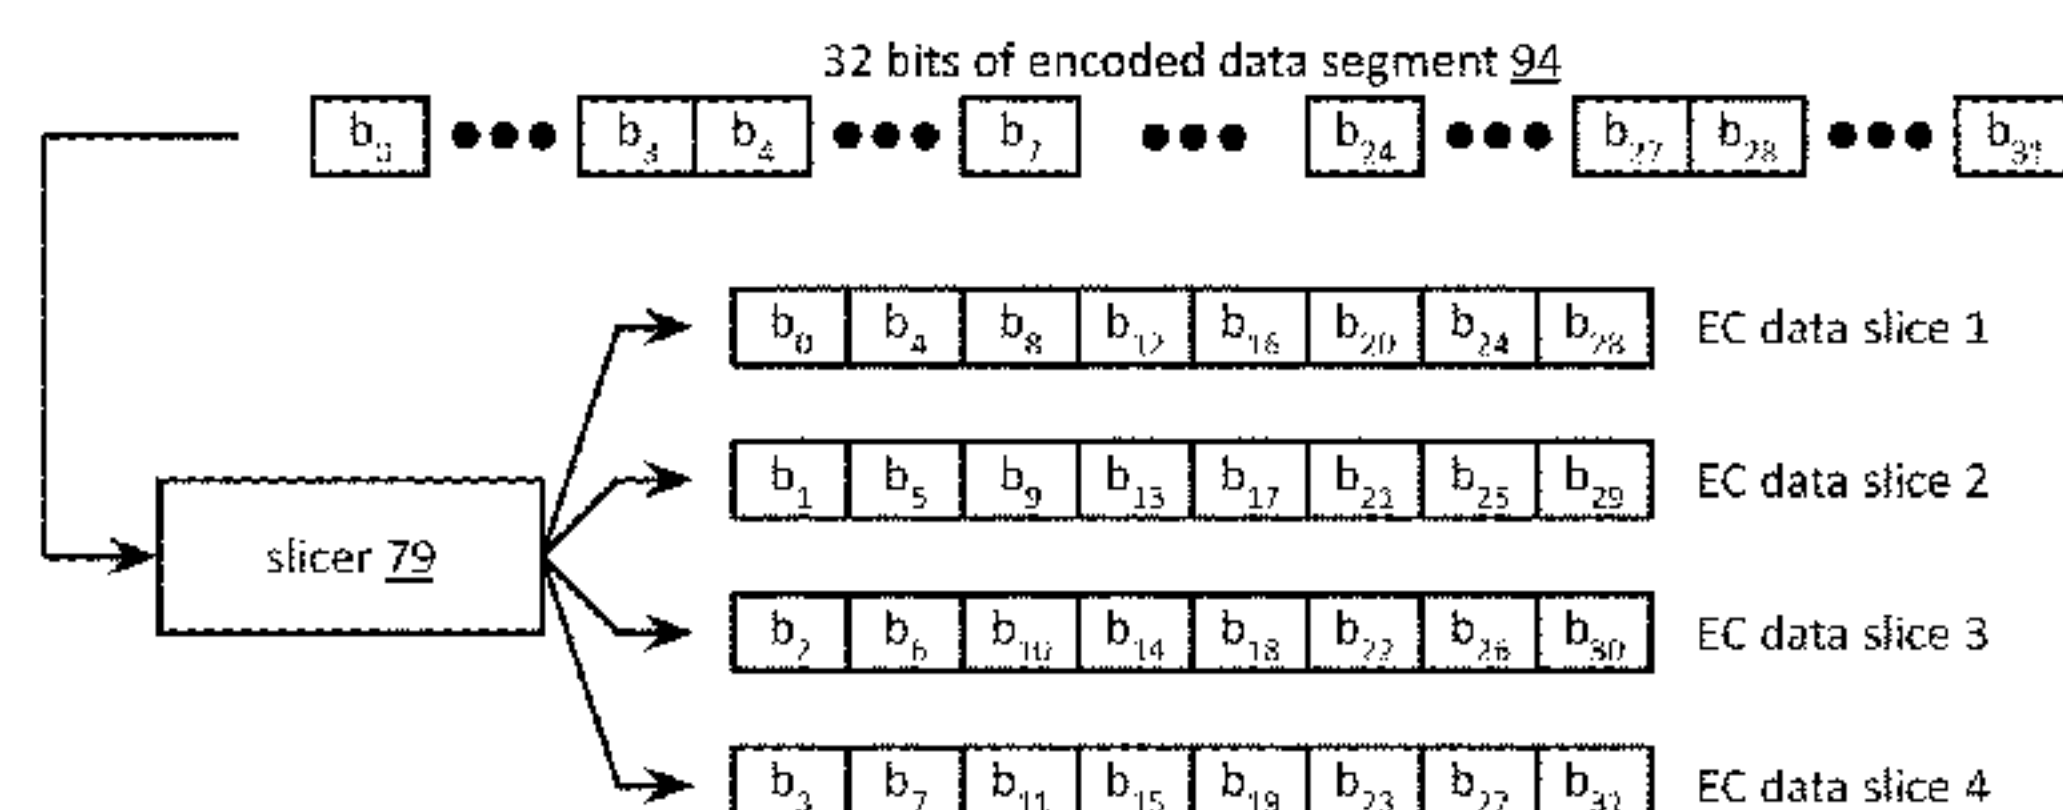 32 bits of encoded data segment 94
b0 ●●● b3 b4 ●●● b7 ●●● b24 ●●● b27 b28 ●●● b31
b0 b4 b8 b12 b16 b20 b24 b28 EC data slice 1
b1 b5 b9 b13 b17 b21 b25 b29 EC data slice 2
slicer 79
b2 b6 b10 b14 b18 b22 b26 b30 EC data slice 3
b3 b7 b11 b15 b19 b23 b27 b31 EC data slice 4